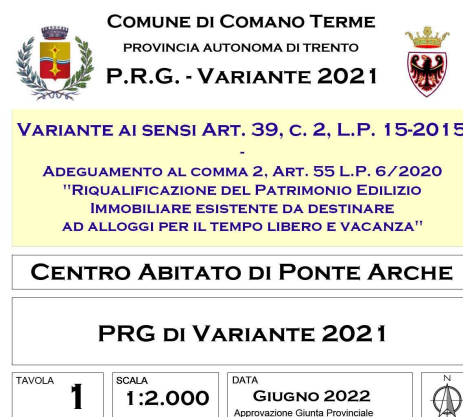 COMUNE DI COMANO TERME
PROVINCIA AUTONOMA DI TRENTO
P.R.G. - VARIANTE 2021
VARIANTE AI SENSI ART. 39, C. 2, L.P. 15-2015
-
ADEGUAMENTO AL COMMA 2, ART. 55 L.P. 6/2020
"RIQUALIFICAZIONE DEL PATRIMONIO EDILIZIO
IMMOBILIARE ESISTENTE DA DESTINARE
AD ALLOGGI PER IL TEMPO LIBERO E VACANZA"
CENTRO ABITATO DI PONTE ARCHE
PRG DI VARIANTE 2021
TAVOLA
1
SCALA
1:2.000
DATA
GIUGNO 2022
Approvazione Giunta Provinciale
N